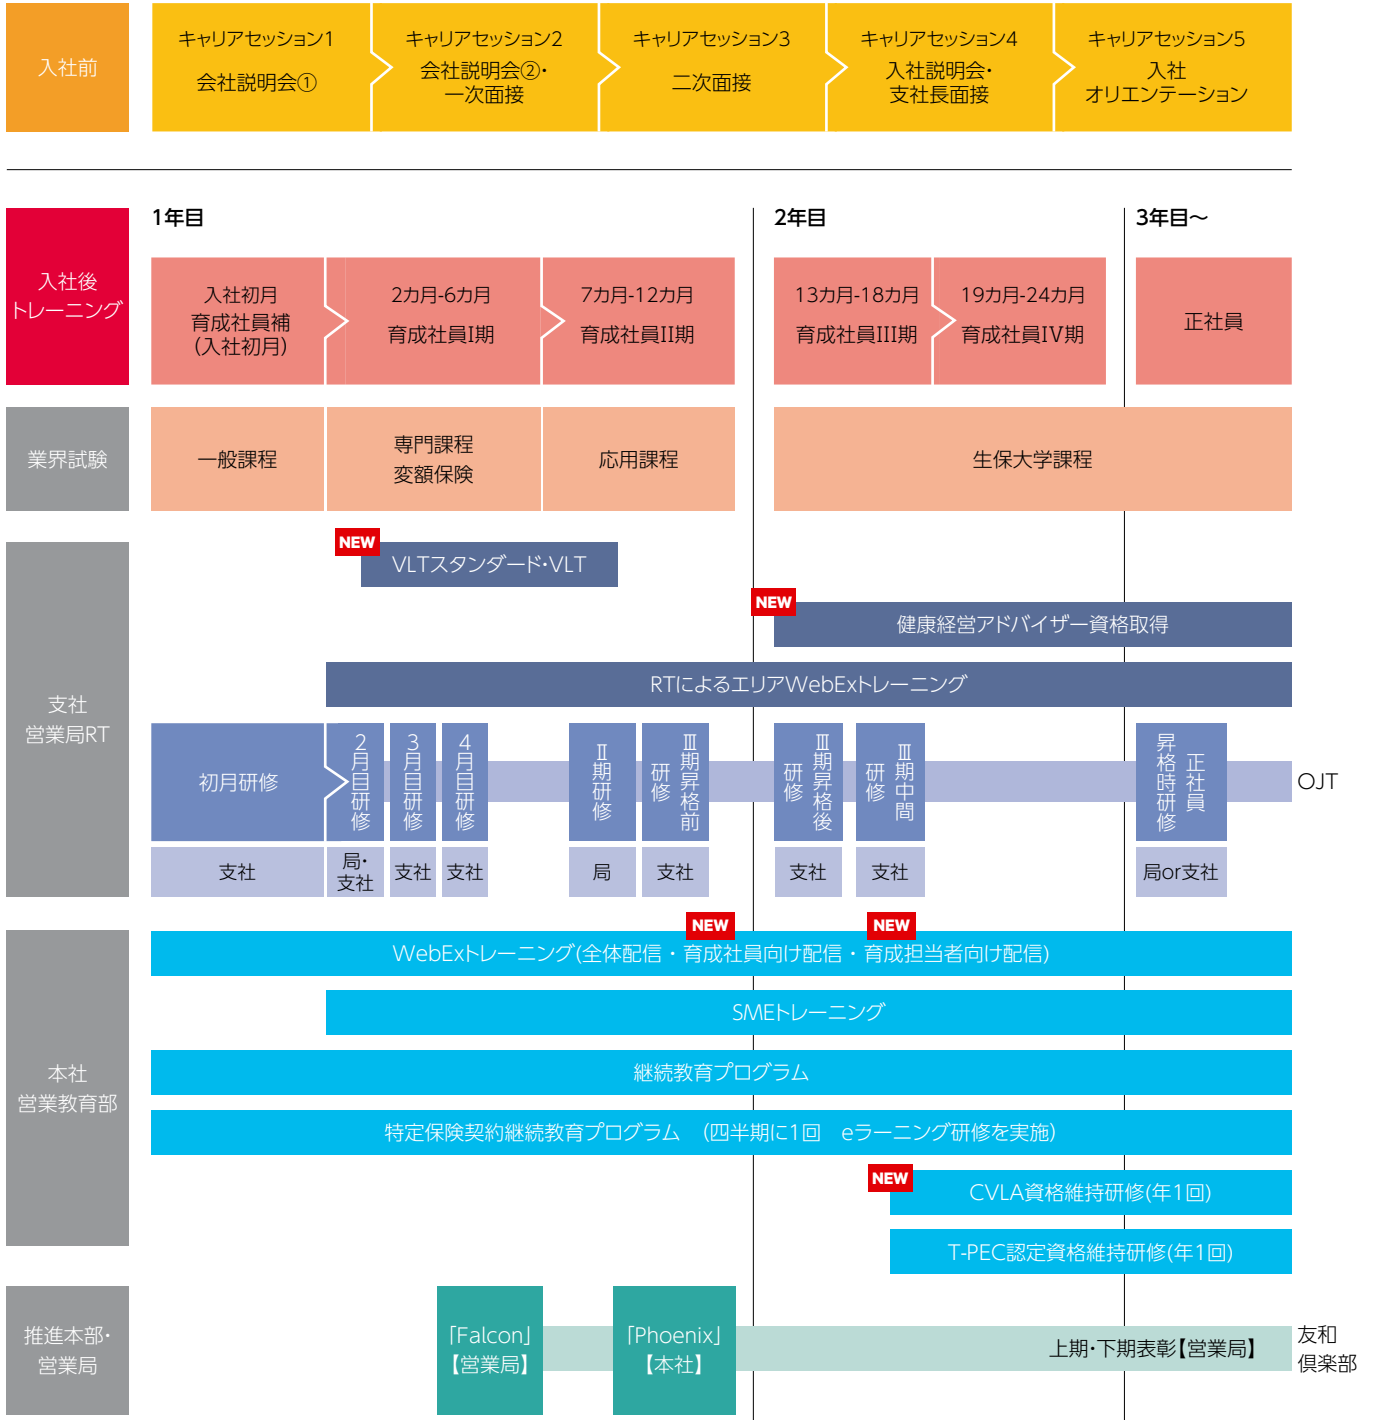 入社前
キャリアセッション1
会社説明会①
キャリアセッション2
会社説明会②・
一次面接
キャリアセッション3
二次面接
キャリアセッション4
入社説明会・
支社長面接
キャリアセッション5
入社
オリエンテーション
1年目
2年目
3年目～
入社後
トレーニング
入社初月
育成社員補
(入社初月)
2カ月-6カ月
育成社員I期
7カ月-12カ月
育成社員II期
13カ月-18カ月
育成社員III期
19カ月-24カ月
育成社員IV期
正社員
業界試験
一般課程
専門課程
変額保険
応用課程
生保大学課程
支社
営業局RT
NEW
VLTスタンダード・VLT
NEW
健康経営アドバイザー資格取得
RTによるエリアWebExトレーニング
初月研修
2月目研修
3月目研修
4月目研修
Ⅱ期研修
Ⅲ期昇格前
研修
Ⅲ期昇格後
研修
Ⅲ期中間
研修
正社員
昇格時研修
OJT
支社
局・
支社
支社
支社
局
支社
支社
支社
局or支社
本社
営業教育部
NEW
NEW
WebExトレーニング(全体配信・育成社員向け配信・育成担当者向け配信)
SMEトレーニング
継続教育プログラム
特定保険契約継続教育プログラム （四半期に1回 eラーニング研修を実施）
NEW
CVLA資格維持研修(年1回)
T-PEC認定資格維持研修(年1回)
推進本部・
営業局
「Falcon」
【営業局】
「Phoenix」
【本社】
上期・下期表彰【営業局】
友和
倶楽部